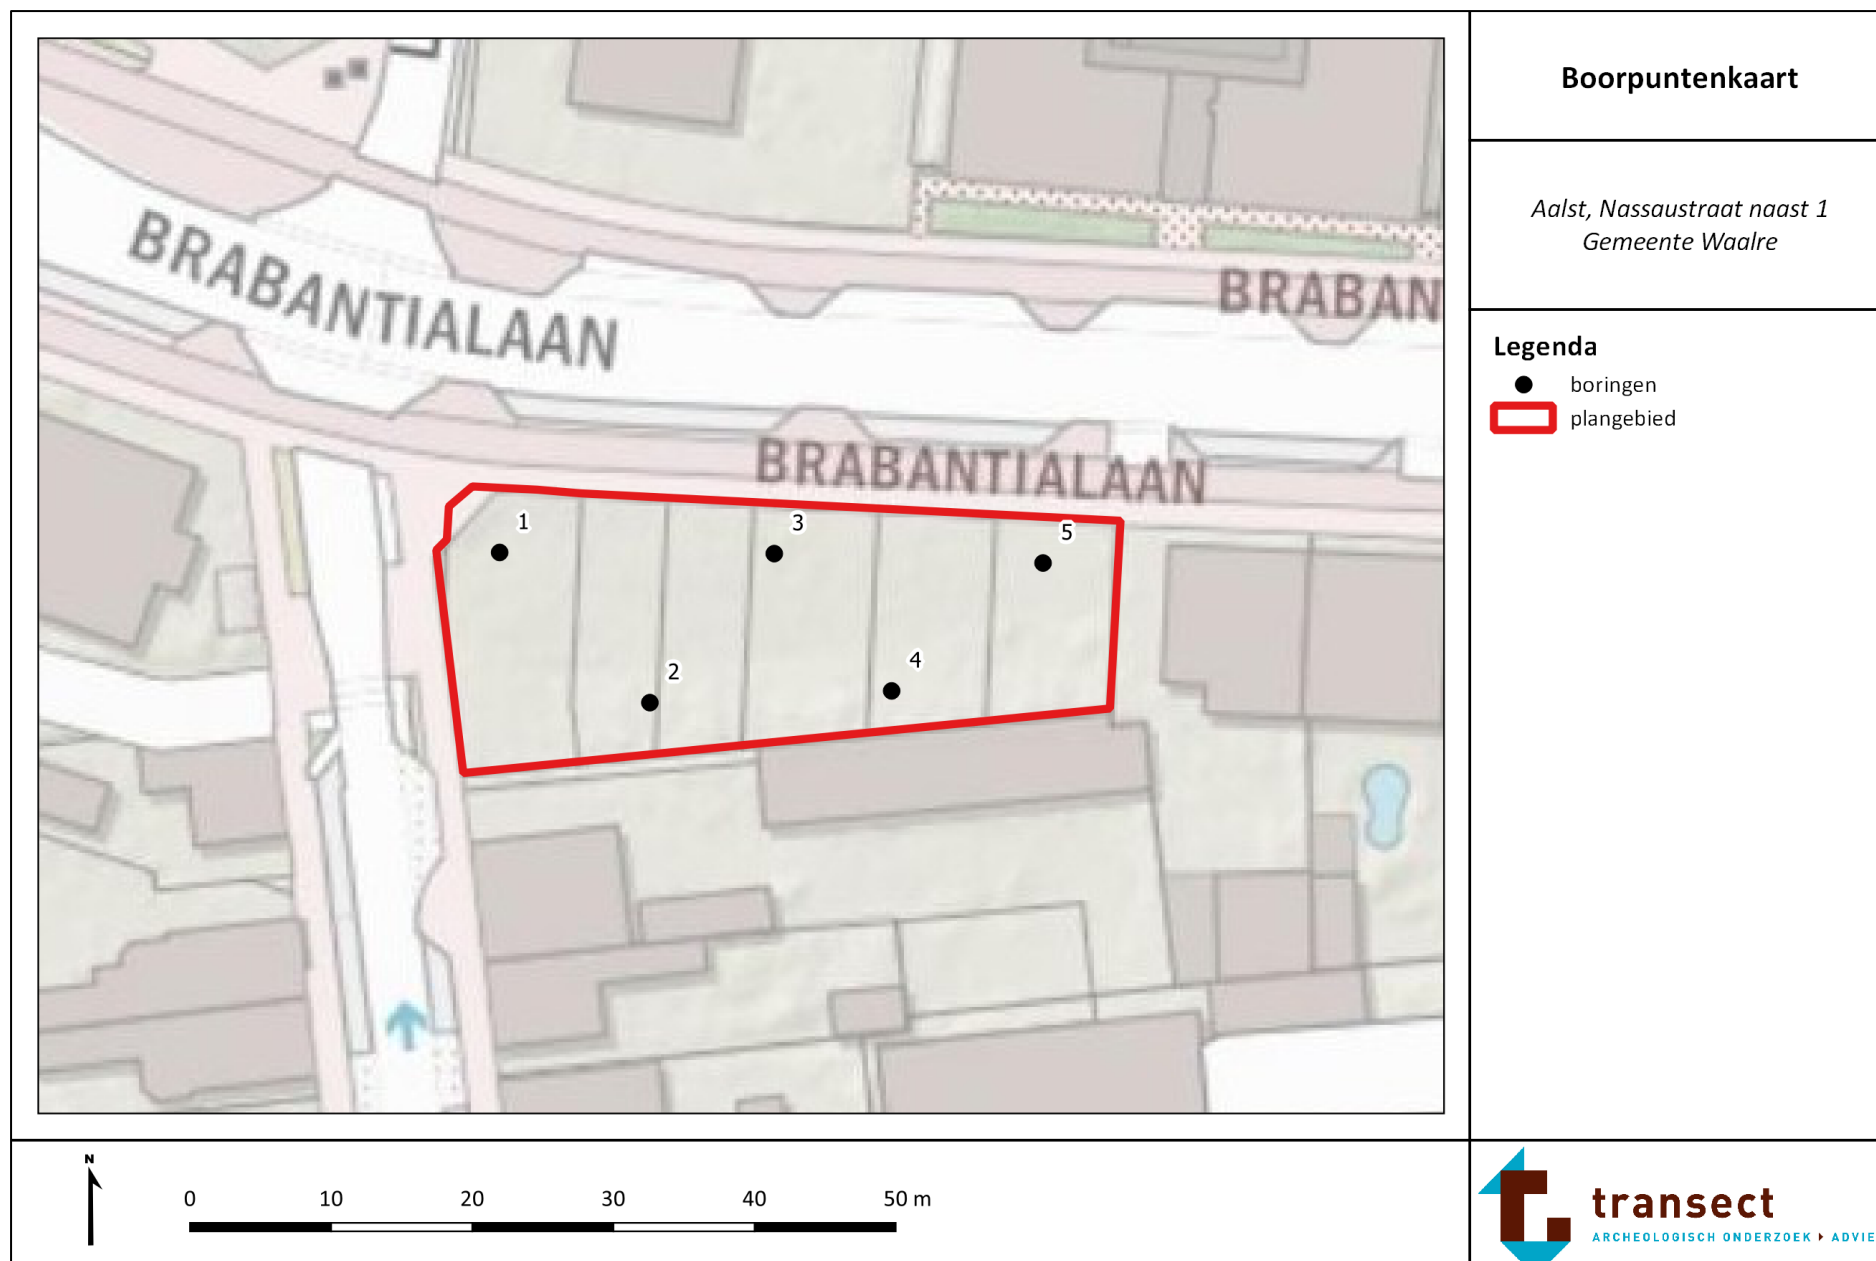 Boorpuntenkaart
Aalst, Nassaustraat naast 1
Gemeente Waalre
Legenda
boringen
plangebied
BRABANTIALAAN
BRABAN
BRABANTIALAAN
1
3
5
2
4
N
0 10 20 30 40 50 m
transect
ARCHEOLOGISCH ONDERZOEK ADVIE